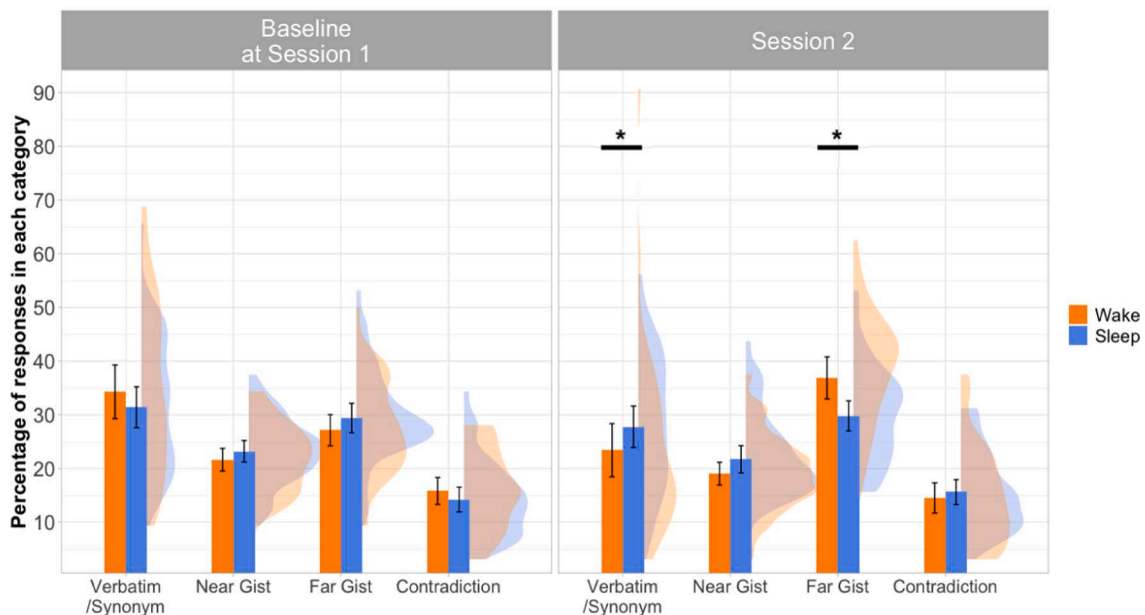 Baseline
at Session 1
Session 2
Percentage of responses in each category
90
80
70
60
50
40
30
20
10
*
*
Wake
Sleep
Verbatim
/Synonym
Near Gist
Far Gist
Contradiction
Verbatim
/Synonym
Near Gist
Far Gist
Contradiction